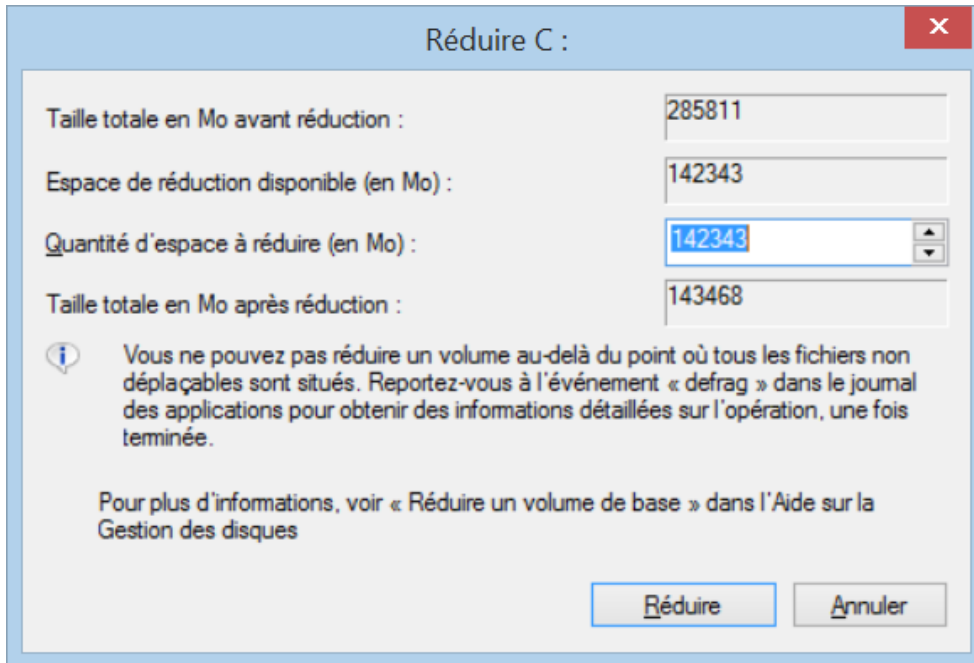 Réduire C :
Taille totale en Mo avant réduction : 285811
Espace de réduction disponible (en Mo) : 142343
Quantité d'espace à réduire (en Mo) : 142343
Taille totale en Mo après réduction : 143468
Vous ne pouvez pas réduire un volume au-delà du point où tous les fichiers non
déplaçables sont situés. Reportez-vous à l'événement « defrag » dans le journal
des applications pour obtenir des informations détaillées sur l'opération, une fois
terminée.
Pour plus d'informations, voir « Réduire un volume de base » dans l'Aide sur la
Gestion des disques
Réduire Annuler